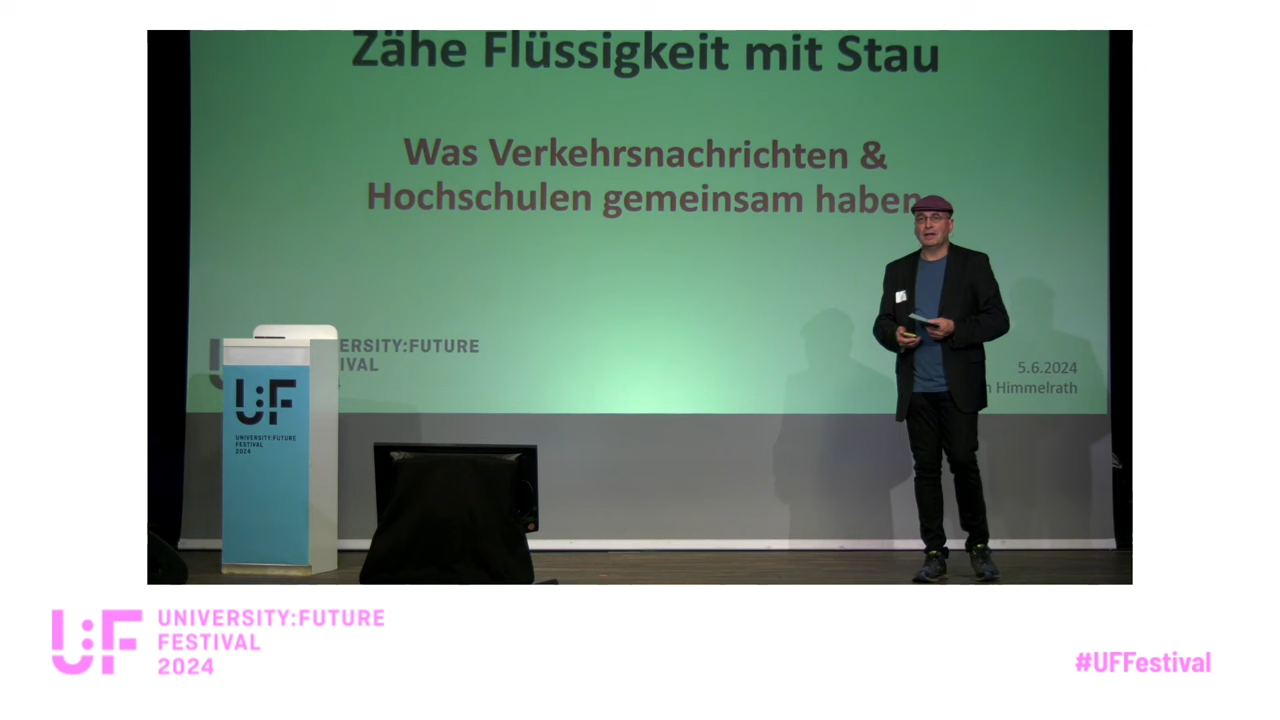 Zähe Flüssigkeit mit Stau
Was Verkehrsnachrichten &
Hochschulen gemeinsam haben
ERSITY:FUTURE
IVAL
5.6.2024
Himmelrath
U:F
UNIVERSITY:FUTURE
FESTIVAL
2024
U:F
UNIVERSITY:FUTURE
FESTIVAL
2024
#UFFestival